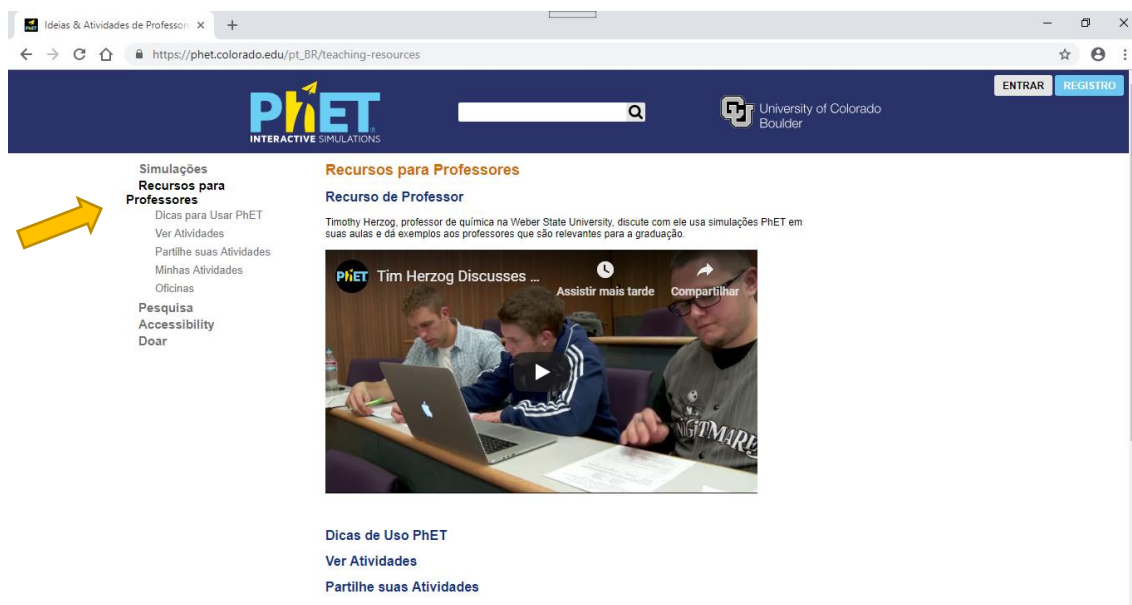 Ideias & Atividades de Professor
https://phet.colorado.edu/pt_BR/teaching-resources
ENTRAR REGISTRO
PhET
INTERACTIVE SIMULATIONS
University of Colorado
Boulder
Simulações
Recursos para
Professores
Dicas para Usar PhET
Ver Atividades
Partilhe suas Atividades
Minhas Atividades
Oficinas
Pesquisa
Accessibility
Doar
Recursos para Professores
Recurso de Professor
Timothy Herzog, professor de química na Weber State University, discute com ele usa simulações PhET em
suas aulas e dá exemplos aos professores que são relevantes para a graduação.
PhET Tim Herzog Discusses ...
Assistir mais tarde
Compartilhar
NIGHTMARE
Dicas de Uso PhET
Ver Atividades
Partilhe suas Atividades